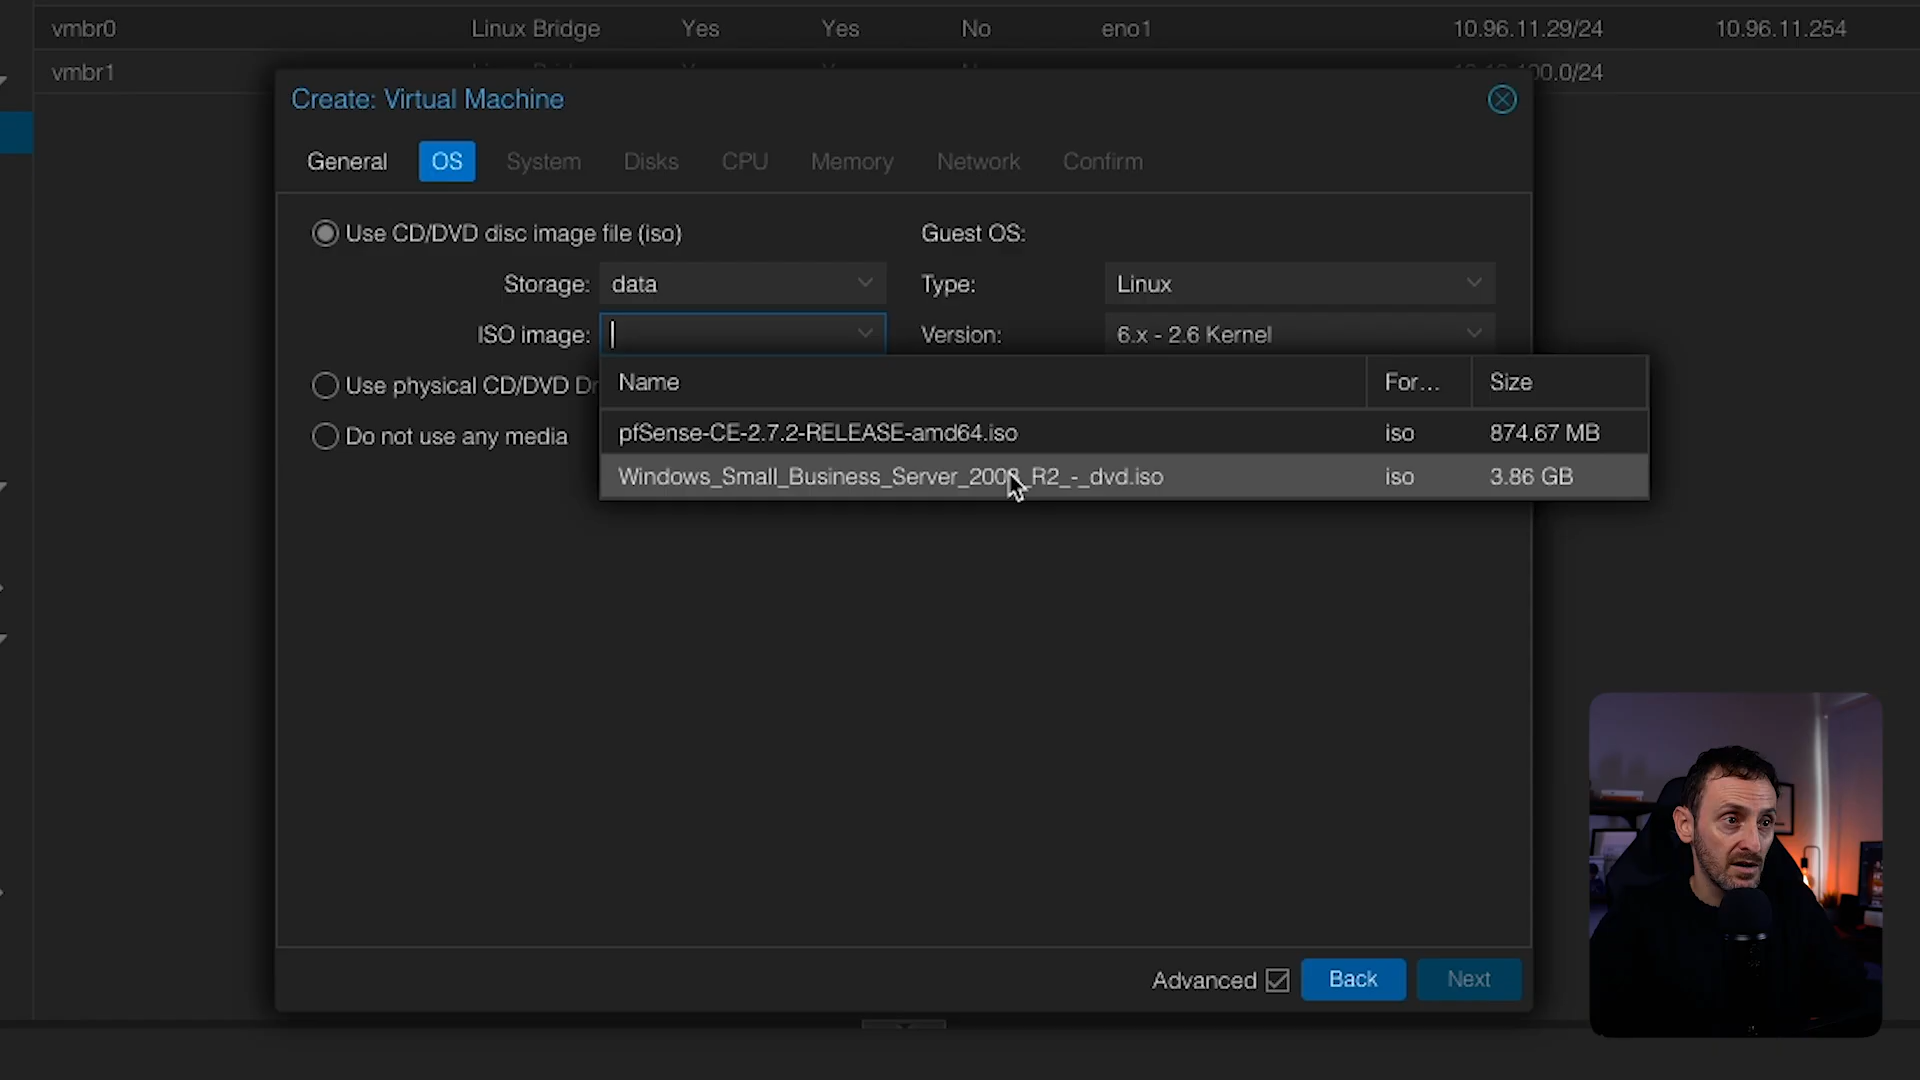 vmbr0 Linux Bridge Yes Yes No eno1 10.96.11.29/24 10.96.11.254
vmbr1
Create: Virtual Machine
General OS System Disks CPU Memory Network Confirm
Use CD/DVD disc image file (iso) Guest OS:
Storage: data Type: Linux
ISO image: Version: 6.x - 2.6 Kernel
Use physical CD/DVD Dr
Name For... Size
pfSense-CE-2.7.2-RELEASE-amd64.iso iso 874.67 MB
Do not use any media
Windows_Small_Business_Server_2008_R2_-_dvd.iso iso 3.86 GB
Advanced Back Next